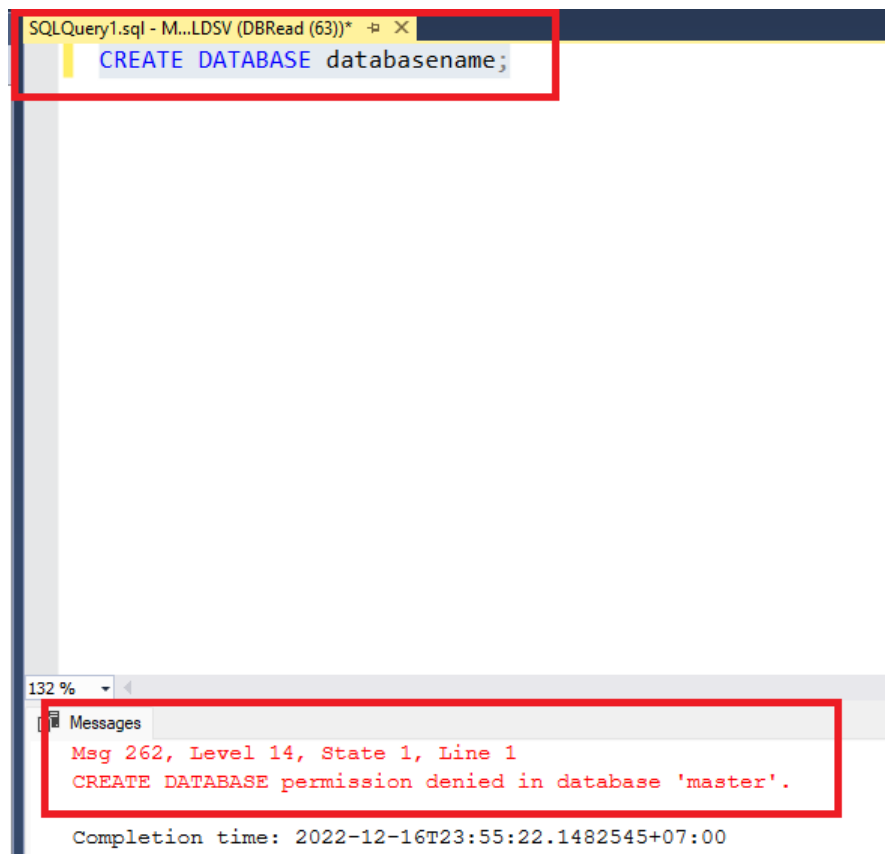 SQLQuery1.sql - M...LDSV (DBRead (63))*
CREATE DATABASE databasename;
132 %
Messages
Msg 262, Level 14, State 1, Line 1
CREATE DATABASE permission denied in database 'master'.
Completion time: 2022-12-16T23:55:22.1482545+07:00